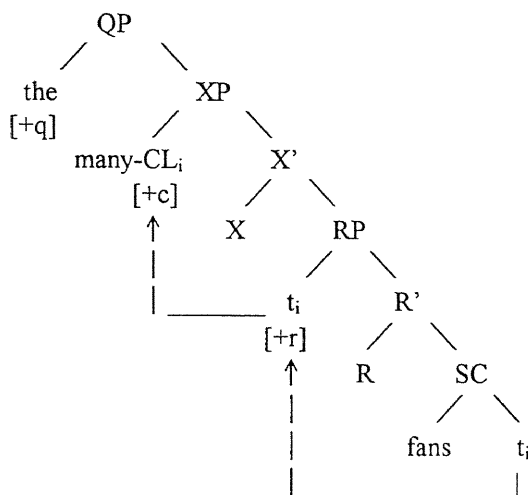 QP
the XP
[+q]
many-CLi X'
[+c]
X RP
ti R'
[+r]
R SC
fans ti